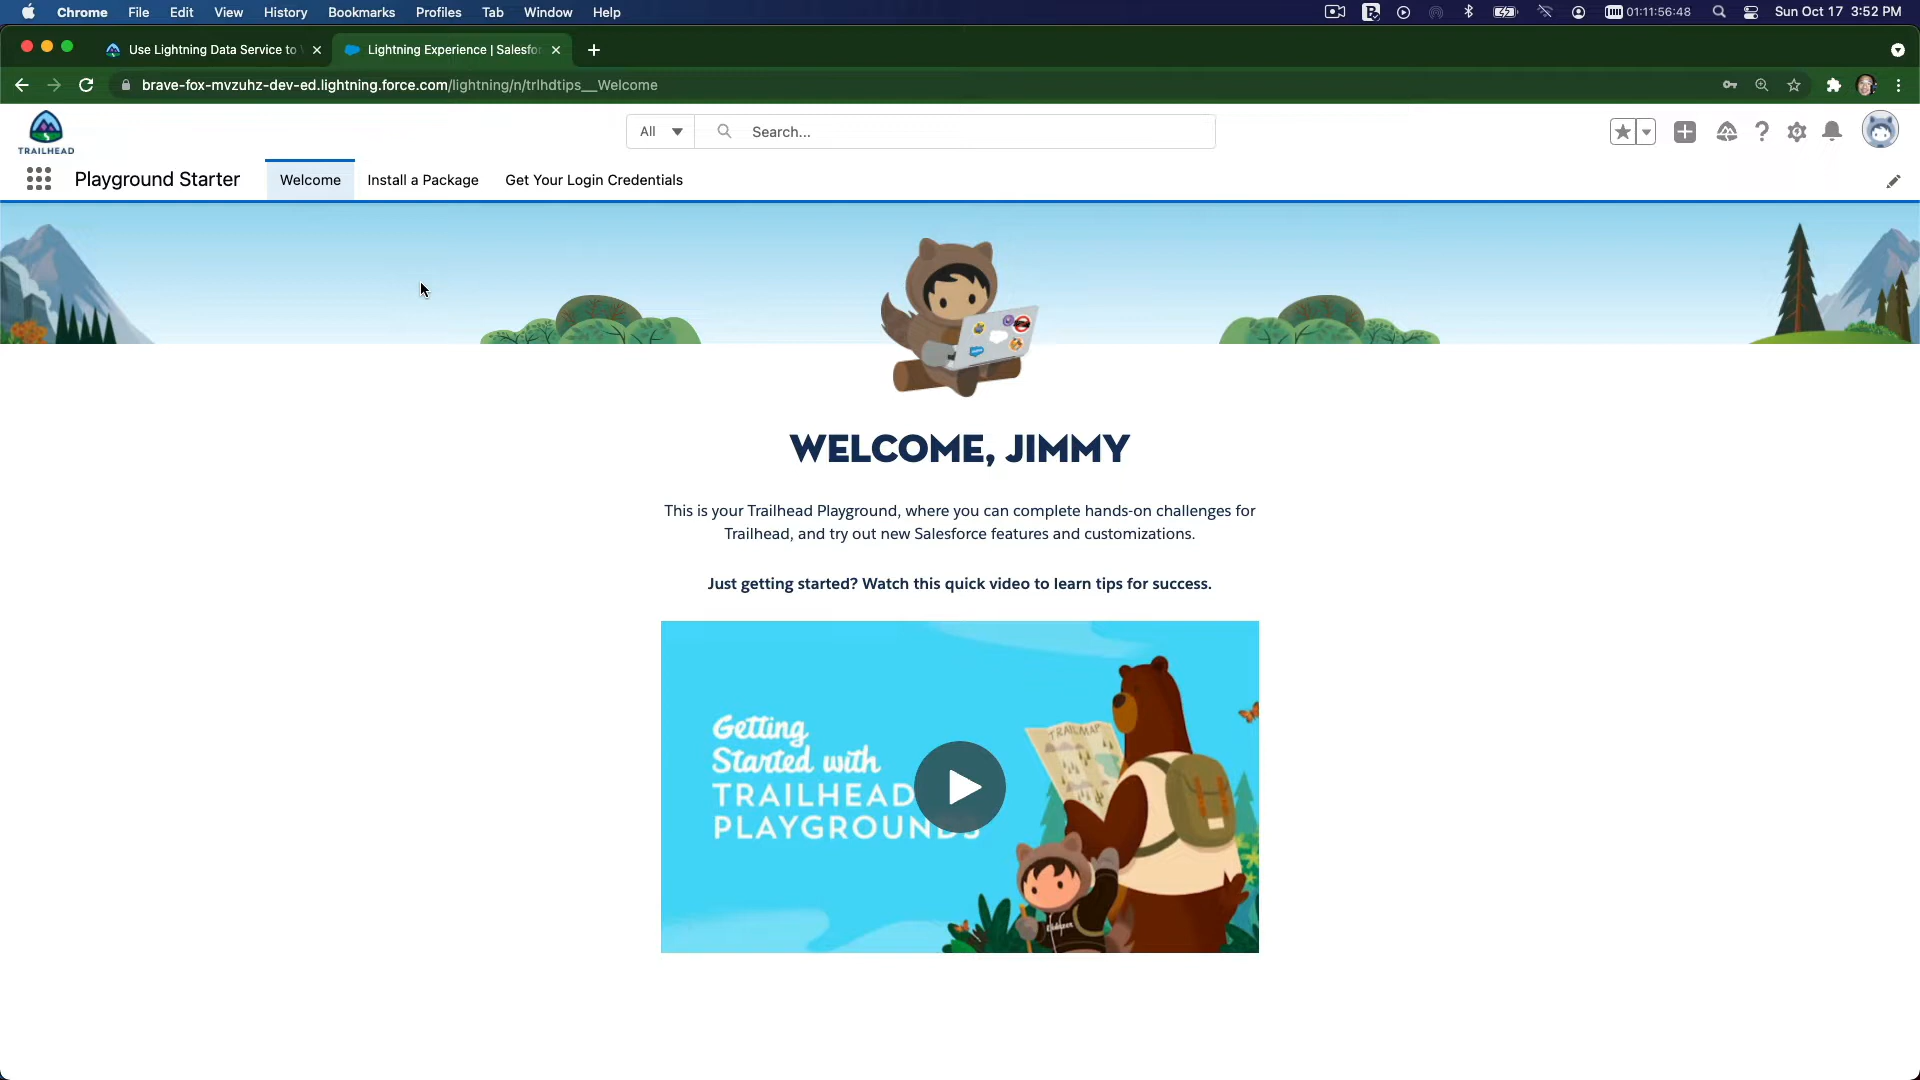 Chrome File Edit View History Bookmarks Profiles Tab Window Help 01:11:56:48 Sun Oct 17 3:52 PM
Use Lightning Data Service to Lightning Experience | Salesfo
brave-fox-mvzuhz-dev-ed.lightning.force.com/lightning/n/trlhdtips__Welcome
TRAILHEAD
All Search...
Playground Starter Welcome Install a Package Get Your Login Credentials
WELCOME, JIMMY
This is your Trailhead Playground, where you can complete hands-on challenges for
Trailhead, and try out new Salesforce features and customizations.
Just getting started? Watch this quick video to learn tips for success.
Getting
Started with
TRAILHEAD
PLAYGROUNDS
TRAIL MAP